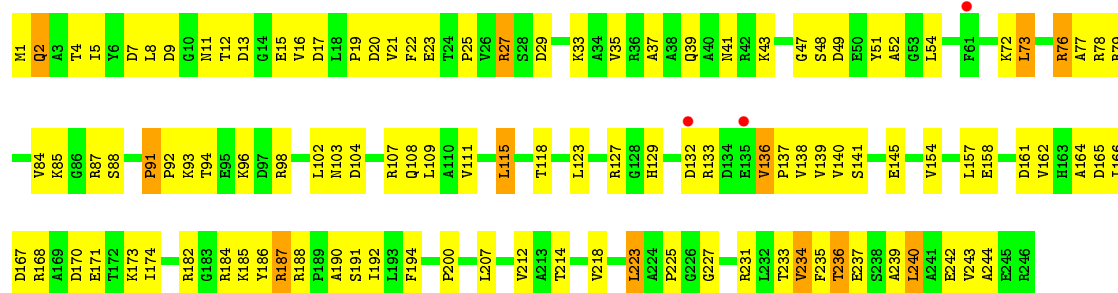 M1 Q2 A3 T4 I5 Y6 D7 L8 D9 G10 N11 T12 D13 G14 E15 V16 D17 L18 P19 D20 V21 F22 E23 T24 P25 V26 R27 S28 D29 K33 A34 V35 R36 A37 A38 Q39 A40 N41 R42 K43 G47 S48 D49 E50 Y51 A52 G53 L54 F61 K72 L73 R76 A77 R78
V84 K85 G86 R87 S88 P91 P92 K93 T94 E95 K96 D97 R98 L102 N103 D104 R107 Q108 L109 A110 V111 L115 T118 L123 R127 G128 H129 D132 R133 D134 E135 V136 P137 V138 V139 V140 S141 E145 V154 L157 E158 D161 V162 H163 A164 D165 I166
D167 R168 A169 D170 E171 T172 K173 I174 R182 G183 R184 K185 Y186 R187 R188 P189 A190 S191 I192 L193 F194 P200 L207 V212 A213 T214 V218 L223 A224 P225 G226 G227 R231 L232 T233 V234 F235 T236 E237 S238 A239 L240 A241 E242 V243 A244 E245 R246